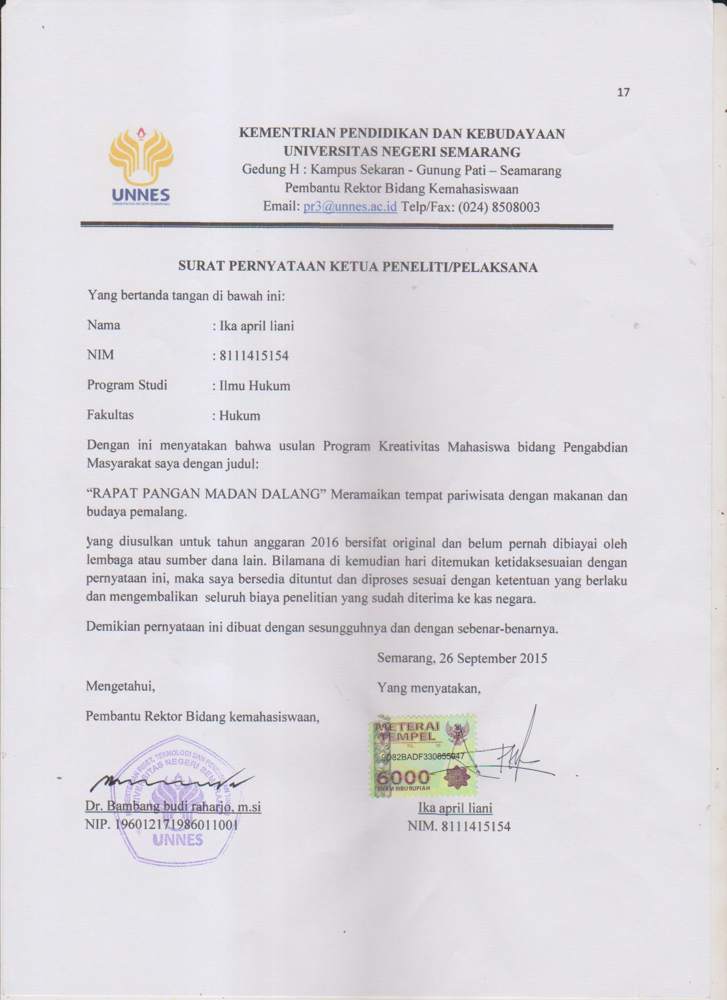 17
UNNES
UNIVERSITAS NEGERI SEMARANG
KEMENTRIAN PENDIDIKAN DAN KEBUDAYAAN
UNIVERSITAS NEGERI SEMARANG
Gedung H : Kampus Sekaran - Gunung Pati – Seamarang
Pembantu Rektor Bidang Kemahasiswaan
Email: pr3@unnes.ac.id Telp/Fax: (024) 8508003
SURAT PERNYATAAN KETUA PENELITI/PELAKSANA
Yang bertanda tangan di bawah ini:
Nama : Ika april liani
NIM : 8111415154
Program Studi : Ilmu Hukum
Fakultas : Hukum
Dengan ini menyatakan bahwa usulan Program Kreativitas Mahasiswa bidang Pengabdian
Masyarakat saya dengan judul:
“RAPAT PANGAN MADAN DALANG” Meramaikan tempat pariwisata dengan makanan dan
budaya pemalang.
yang diusulkan untuk tahun anggaran 2016 bersifat original dan belum pernah dibiayai oleh
lembaga atau sumber dana lain. Bilamana di kemudian hari ditemukan ketidaksesuaian dengan
pernyataan ini, maka saya bersedia dituntut dan diproses sesuai dengan ketentuan yang berlaku
dan mengembalikan seluruh biaya penelitian yang sudah diterima ke kas negara.
Demikian pernyataan ini dibuat dengan sesungguhnya dan dengan sebenar-benarnya.
Semarang, 26 September 2015
Mengetahui, Yang menyatakan,
Pembantu Rektor Bidang kemahasiswaan,
METERAI
TEMPEL
TGL. 20
9D82BADF330855947
6000
ENAM RIBU RUPIAH
KEMENTERIAN RISET, TEKNOLOGI DAN PENDIDIKAN TINGGI
UNIVERSITAS NEGERI SEMARANG
UNNES
Dr. Bambang budi raharjo, m.si Ika april liani
NIP. 196012171986011001 NIM. 8111415154